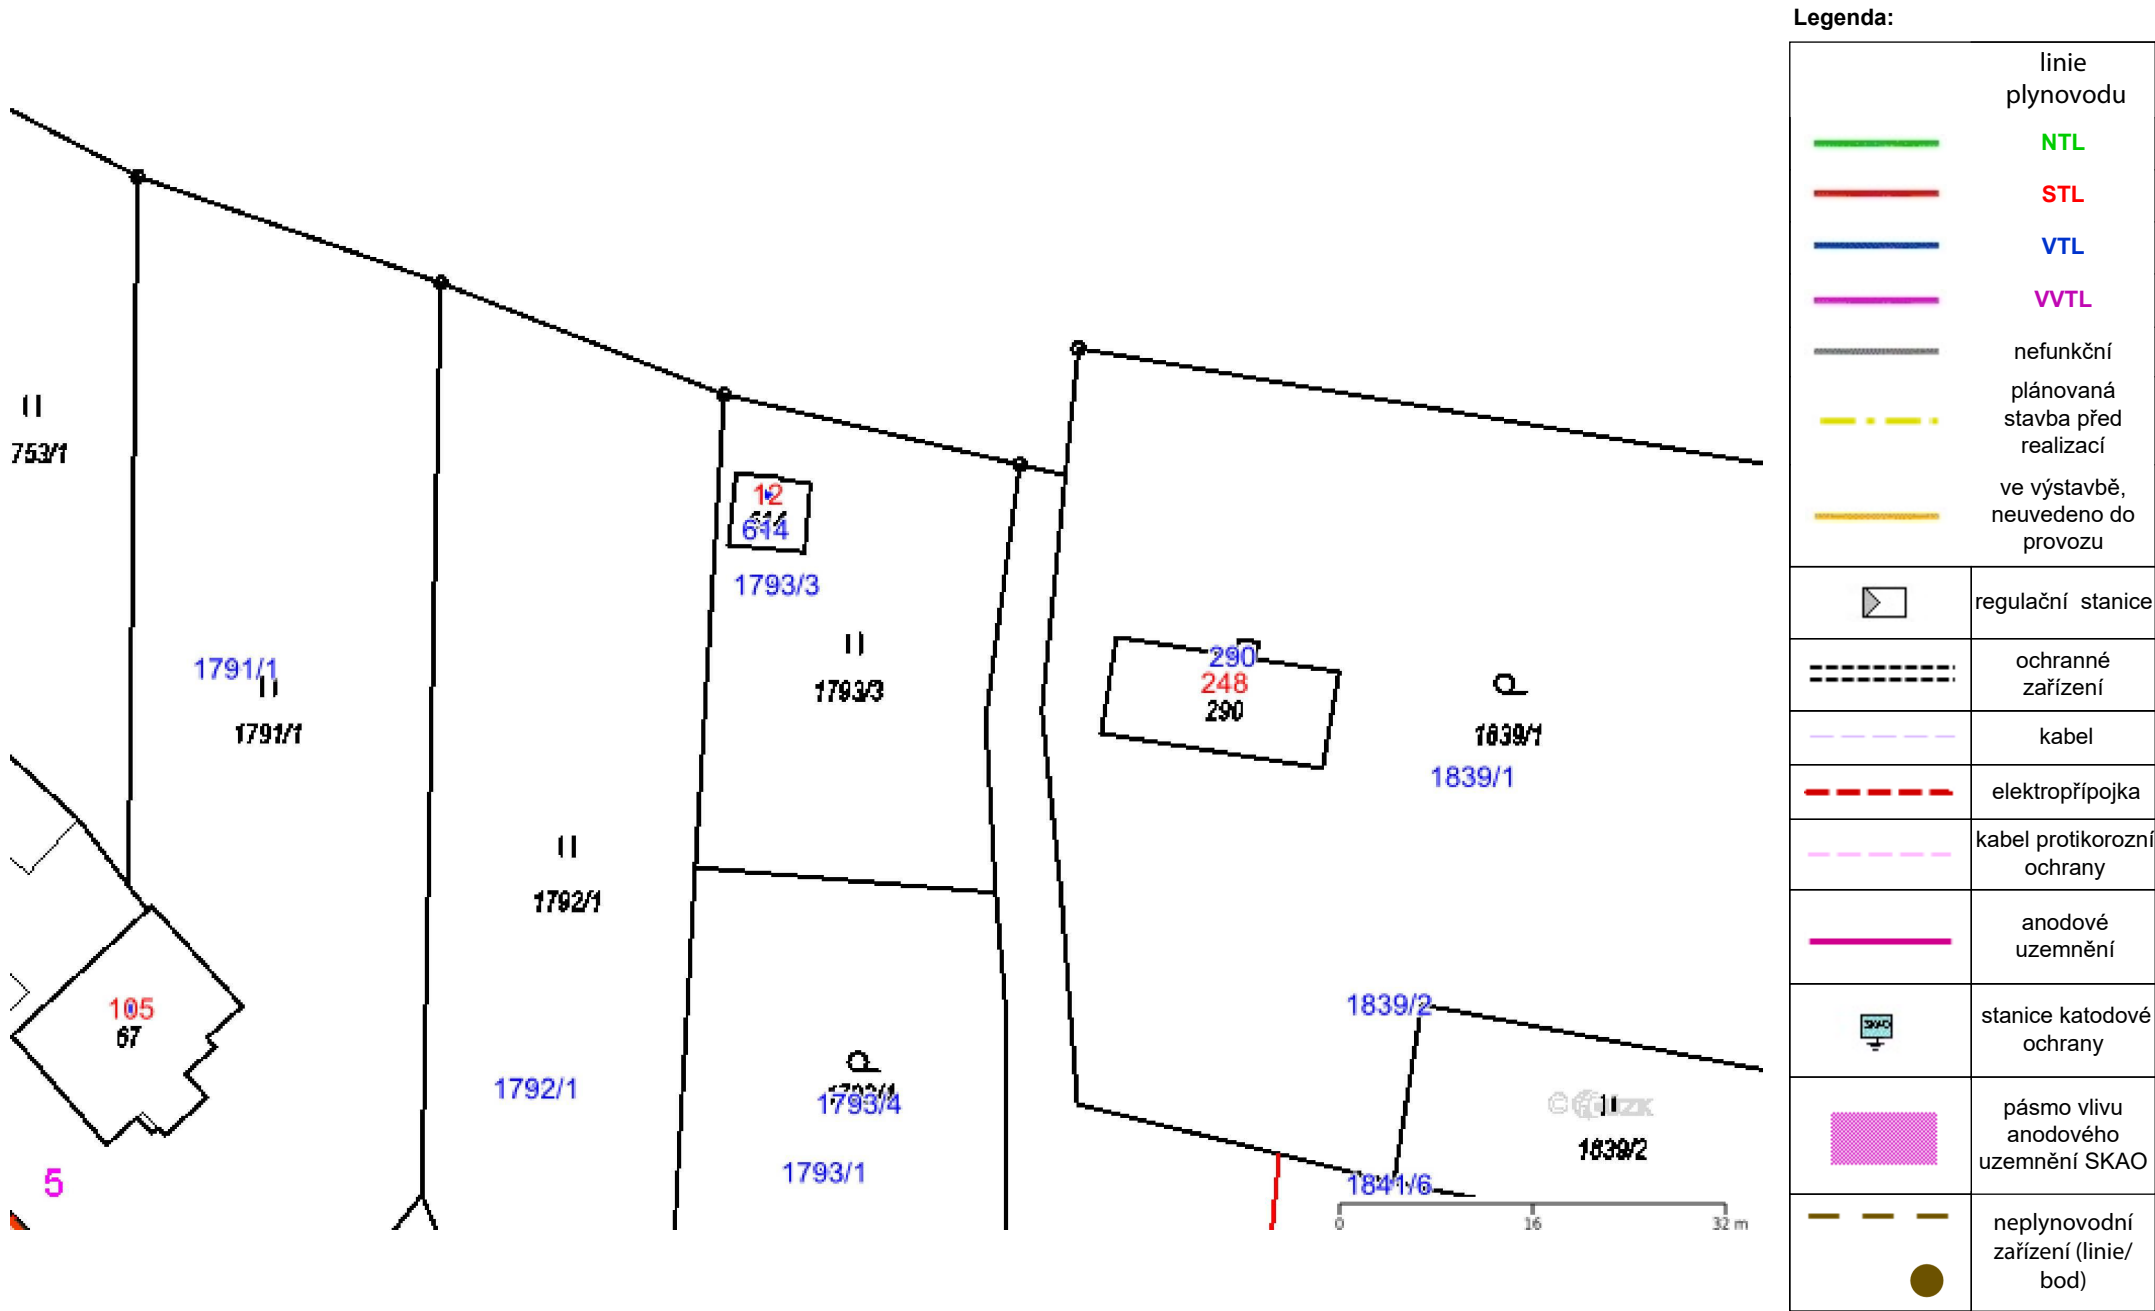 Legenda:
linie
plynovodu
NTL
STL
VTL
VVTL
nefunkční
plánovaná
stavba před
realizací
ve výstavbě,
neuvedeno do
provozu
regulační stanice
ochranné
zařízení
kabel
elektropřípojka
kabel protikorozní
ochrany
anodové
uzemnění
SKAO
stanice katodové
ochrany
pásmo vlivu
anodového
uzemnění SKAO
neplynovodní
zařízení (linie/
bod)
753/1
12
614
614
1793/3
1793/3
1791/1
1791/1
290
248
290
1839/1
1839/1
1792/1
105
67
1792/1
1793/4
1793/1
1839/2
1839/2
5
1841/6
0 16 32 m